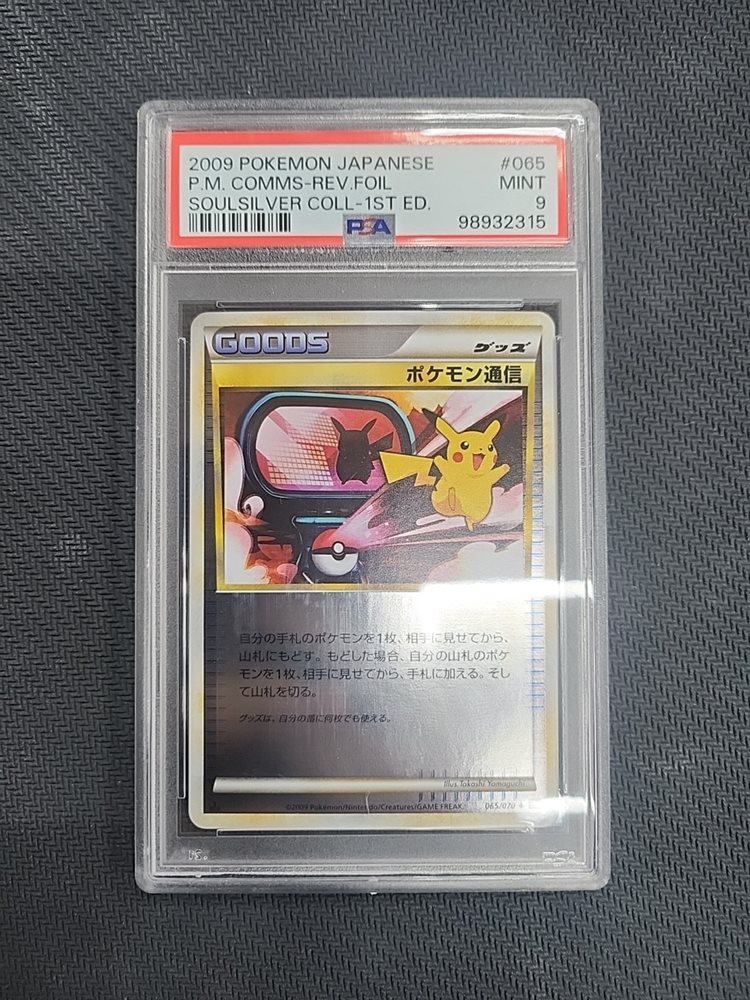 2009 POKEMON JAPANESE #065
P.M. COMMS-REV.FOIL MINT
SOULSILVER COLL-1ST ED. 9
PSA 98932315
GOODS グッズ
ポケモン通信
自分の手札のポケモンを1枚、相手に見せてから、
山札にもどす。もどした場合、自分の山札のポケ
モンを1枚、相手に見せてから、手札に加える。そし
て山札を切る。
グッズは、自分の番に何枚でも使える。
Illus. Takashi Yamaguchi
©2009 Pokémon/Nintendo/Creatures/GAME FREAK. 065/070